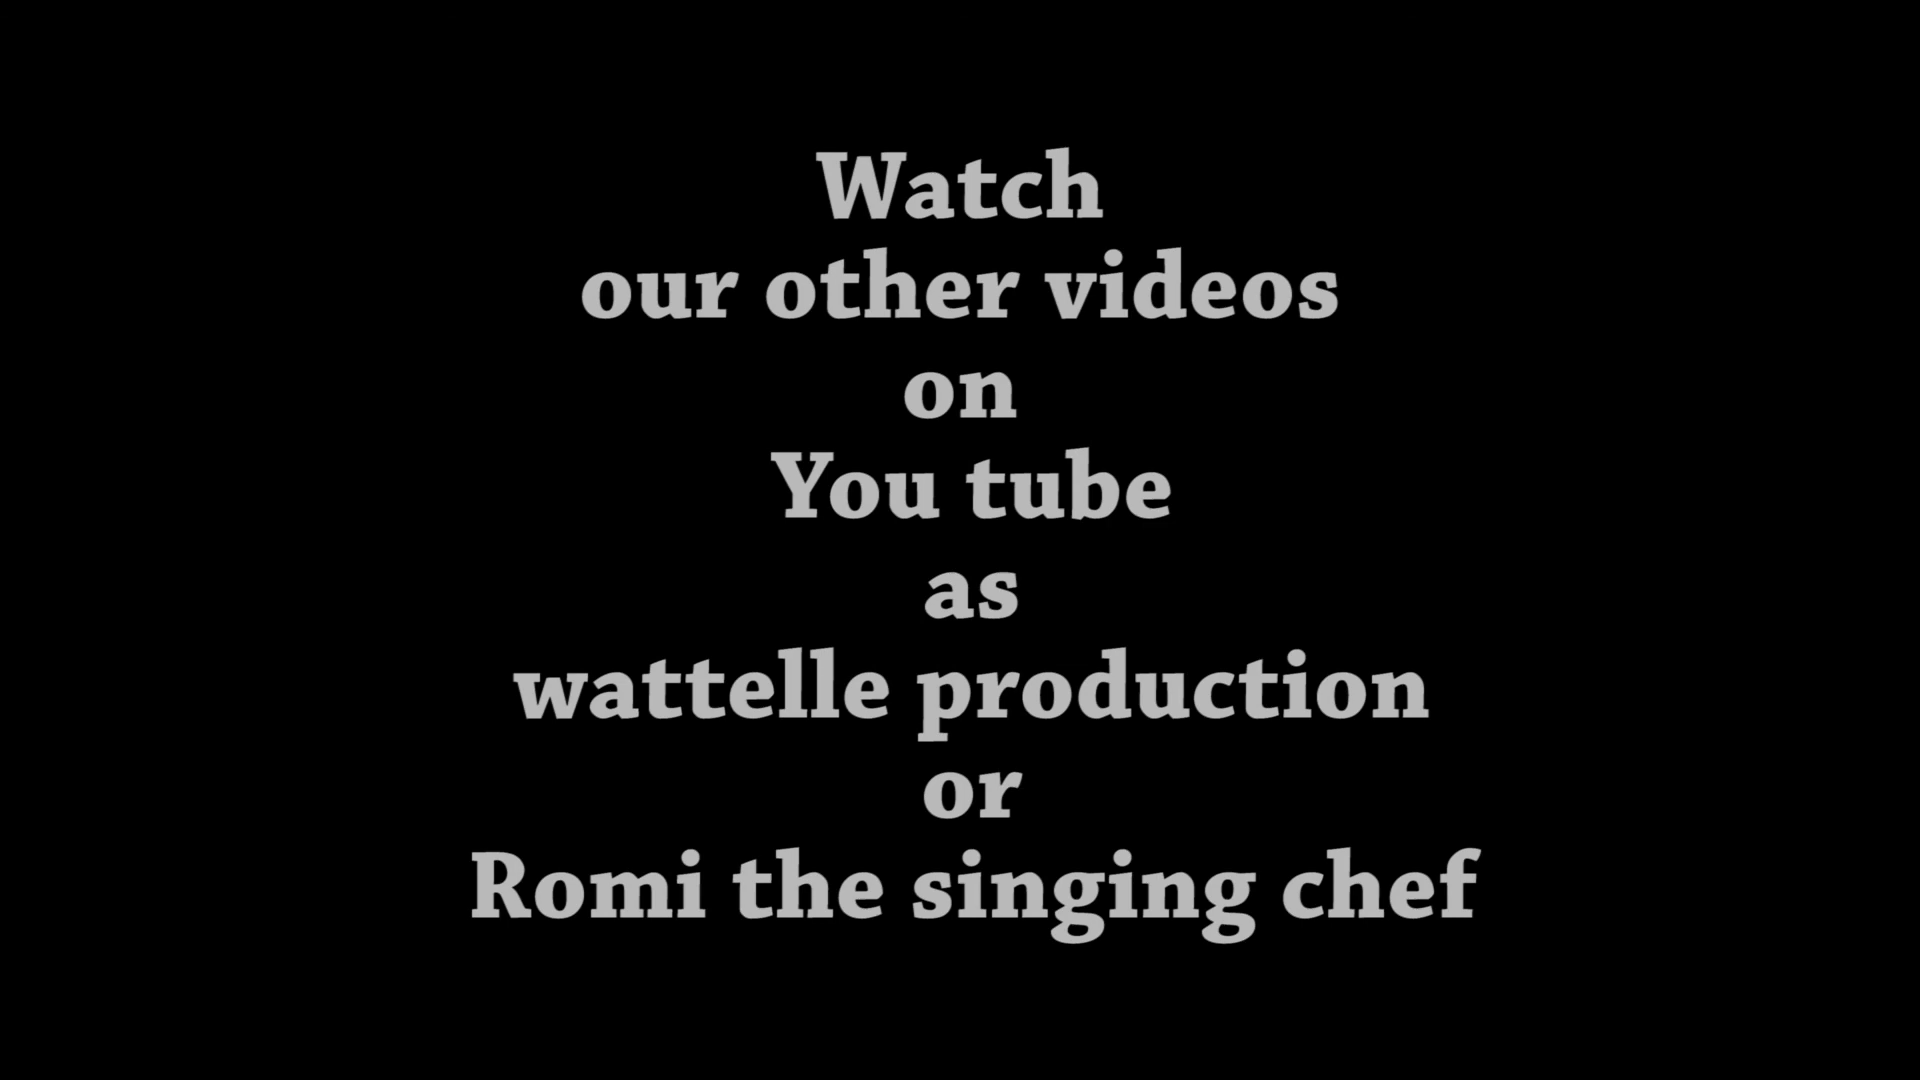 Watch
our other videos
on
You tube
as
wattelle production
or
Romi the singing chef